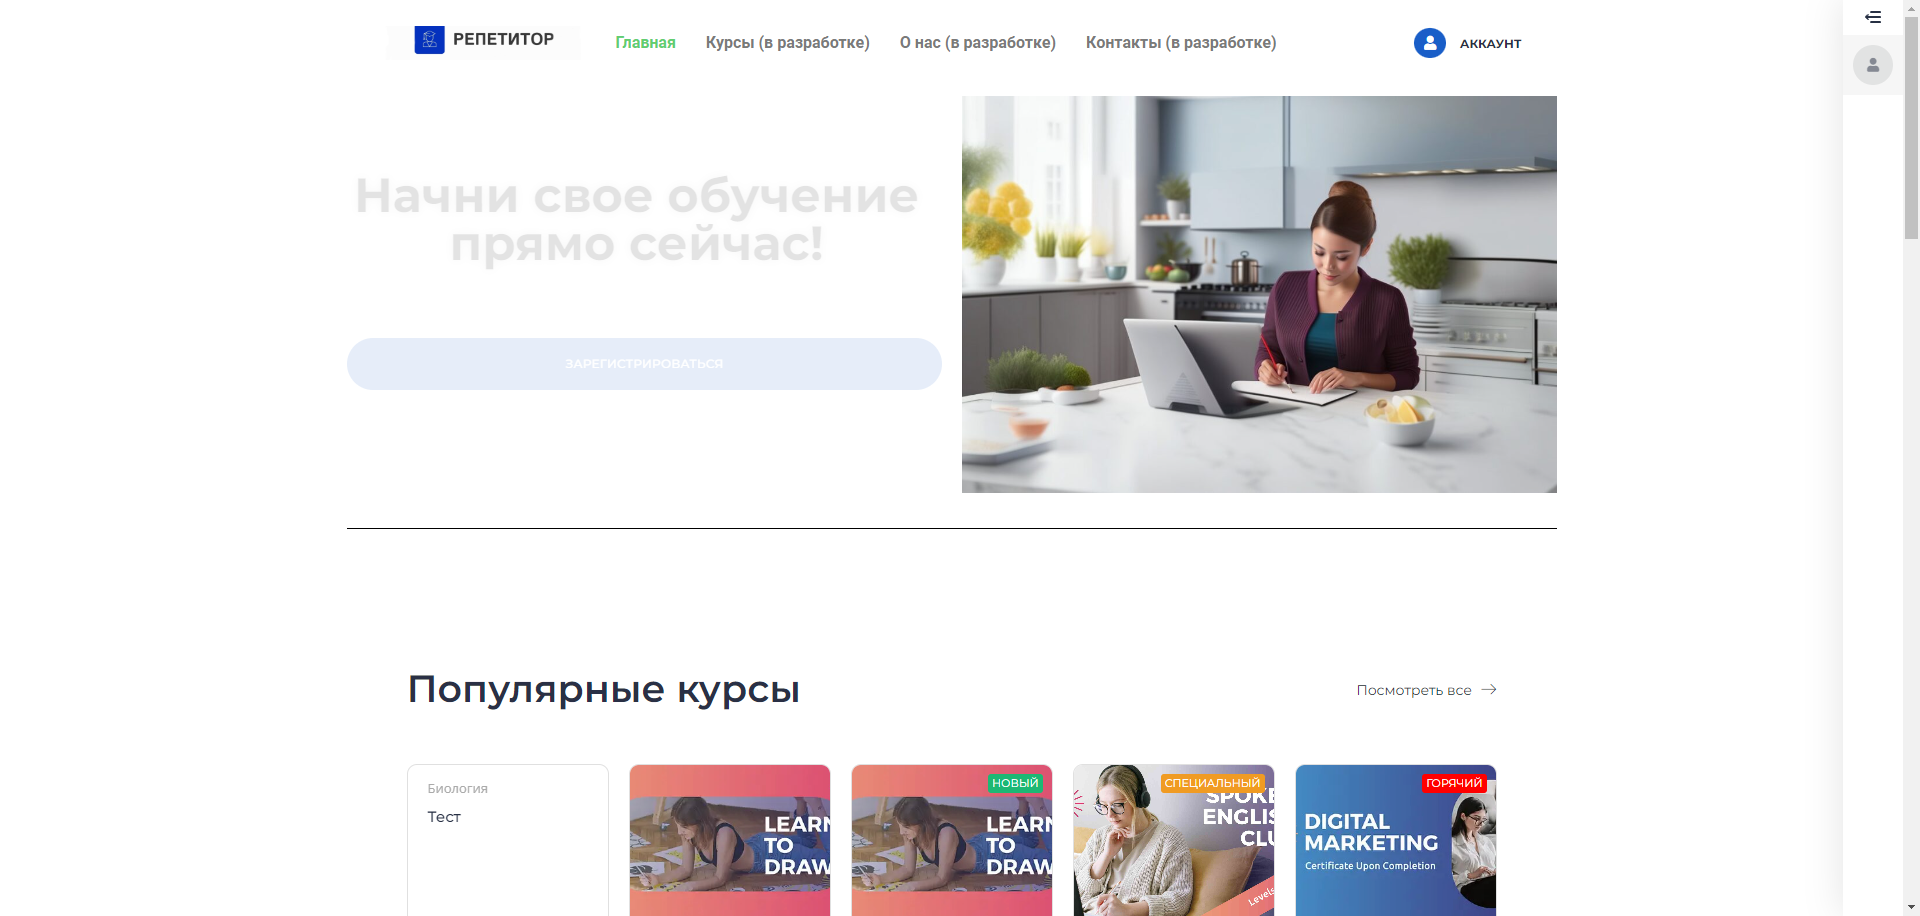 РЕПЕТИТОР
Главная
Курсы (в разработке)
О нас (в разработке)
Контакты (в разработке)
АККАУНТ
Начни свое обучение
прямо сейчас!
ЗАРЕГИСТРИРОВАТЬСЯ
Популярные курсы
Посмотреть все
Биология
Тест
LEARN
TO
DRAW
НОВЫЙ
LEARN
TO
DRAW
СПЕЦИАЛЬНЫЙ
SPOKE
ENGLIS
CLU
Levels
ГОРЯЧИЙ
DIGITAL
MARKETING
Certificate Upon Completion